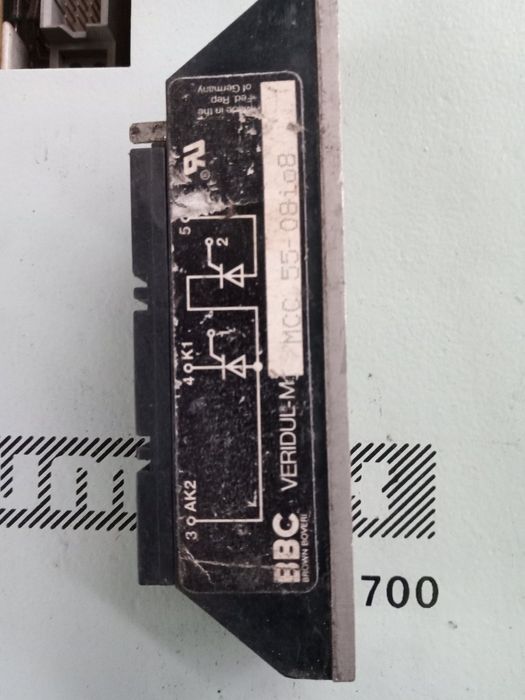 BBC
BROWN BOVERI
VERIDUL-M
MCC 55-08io8
3
AK2
4
K1
5
1
2
Made in the
Fed. Rep
of Germany
700